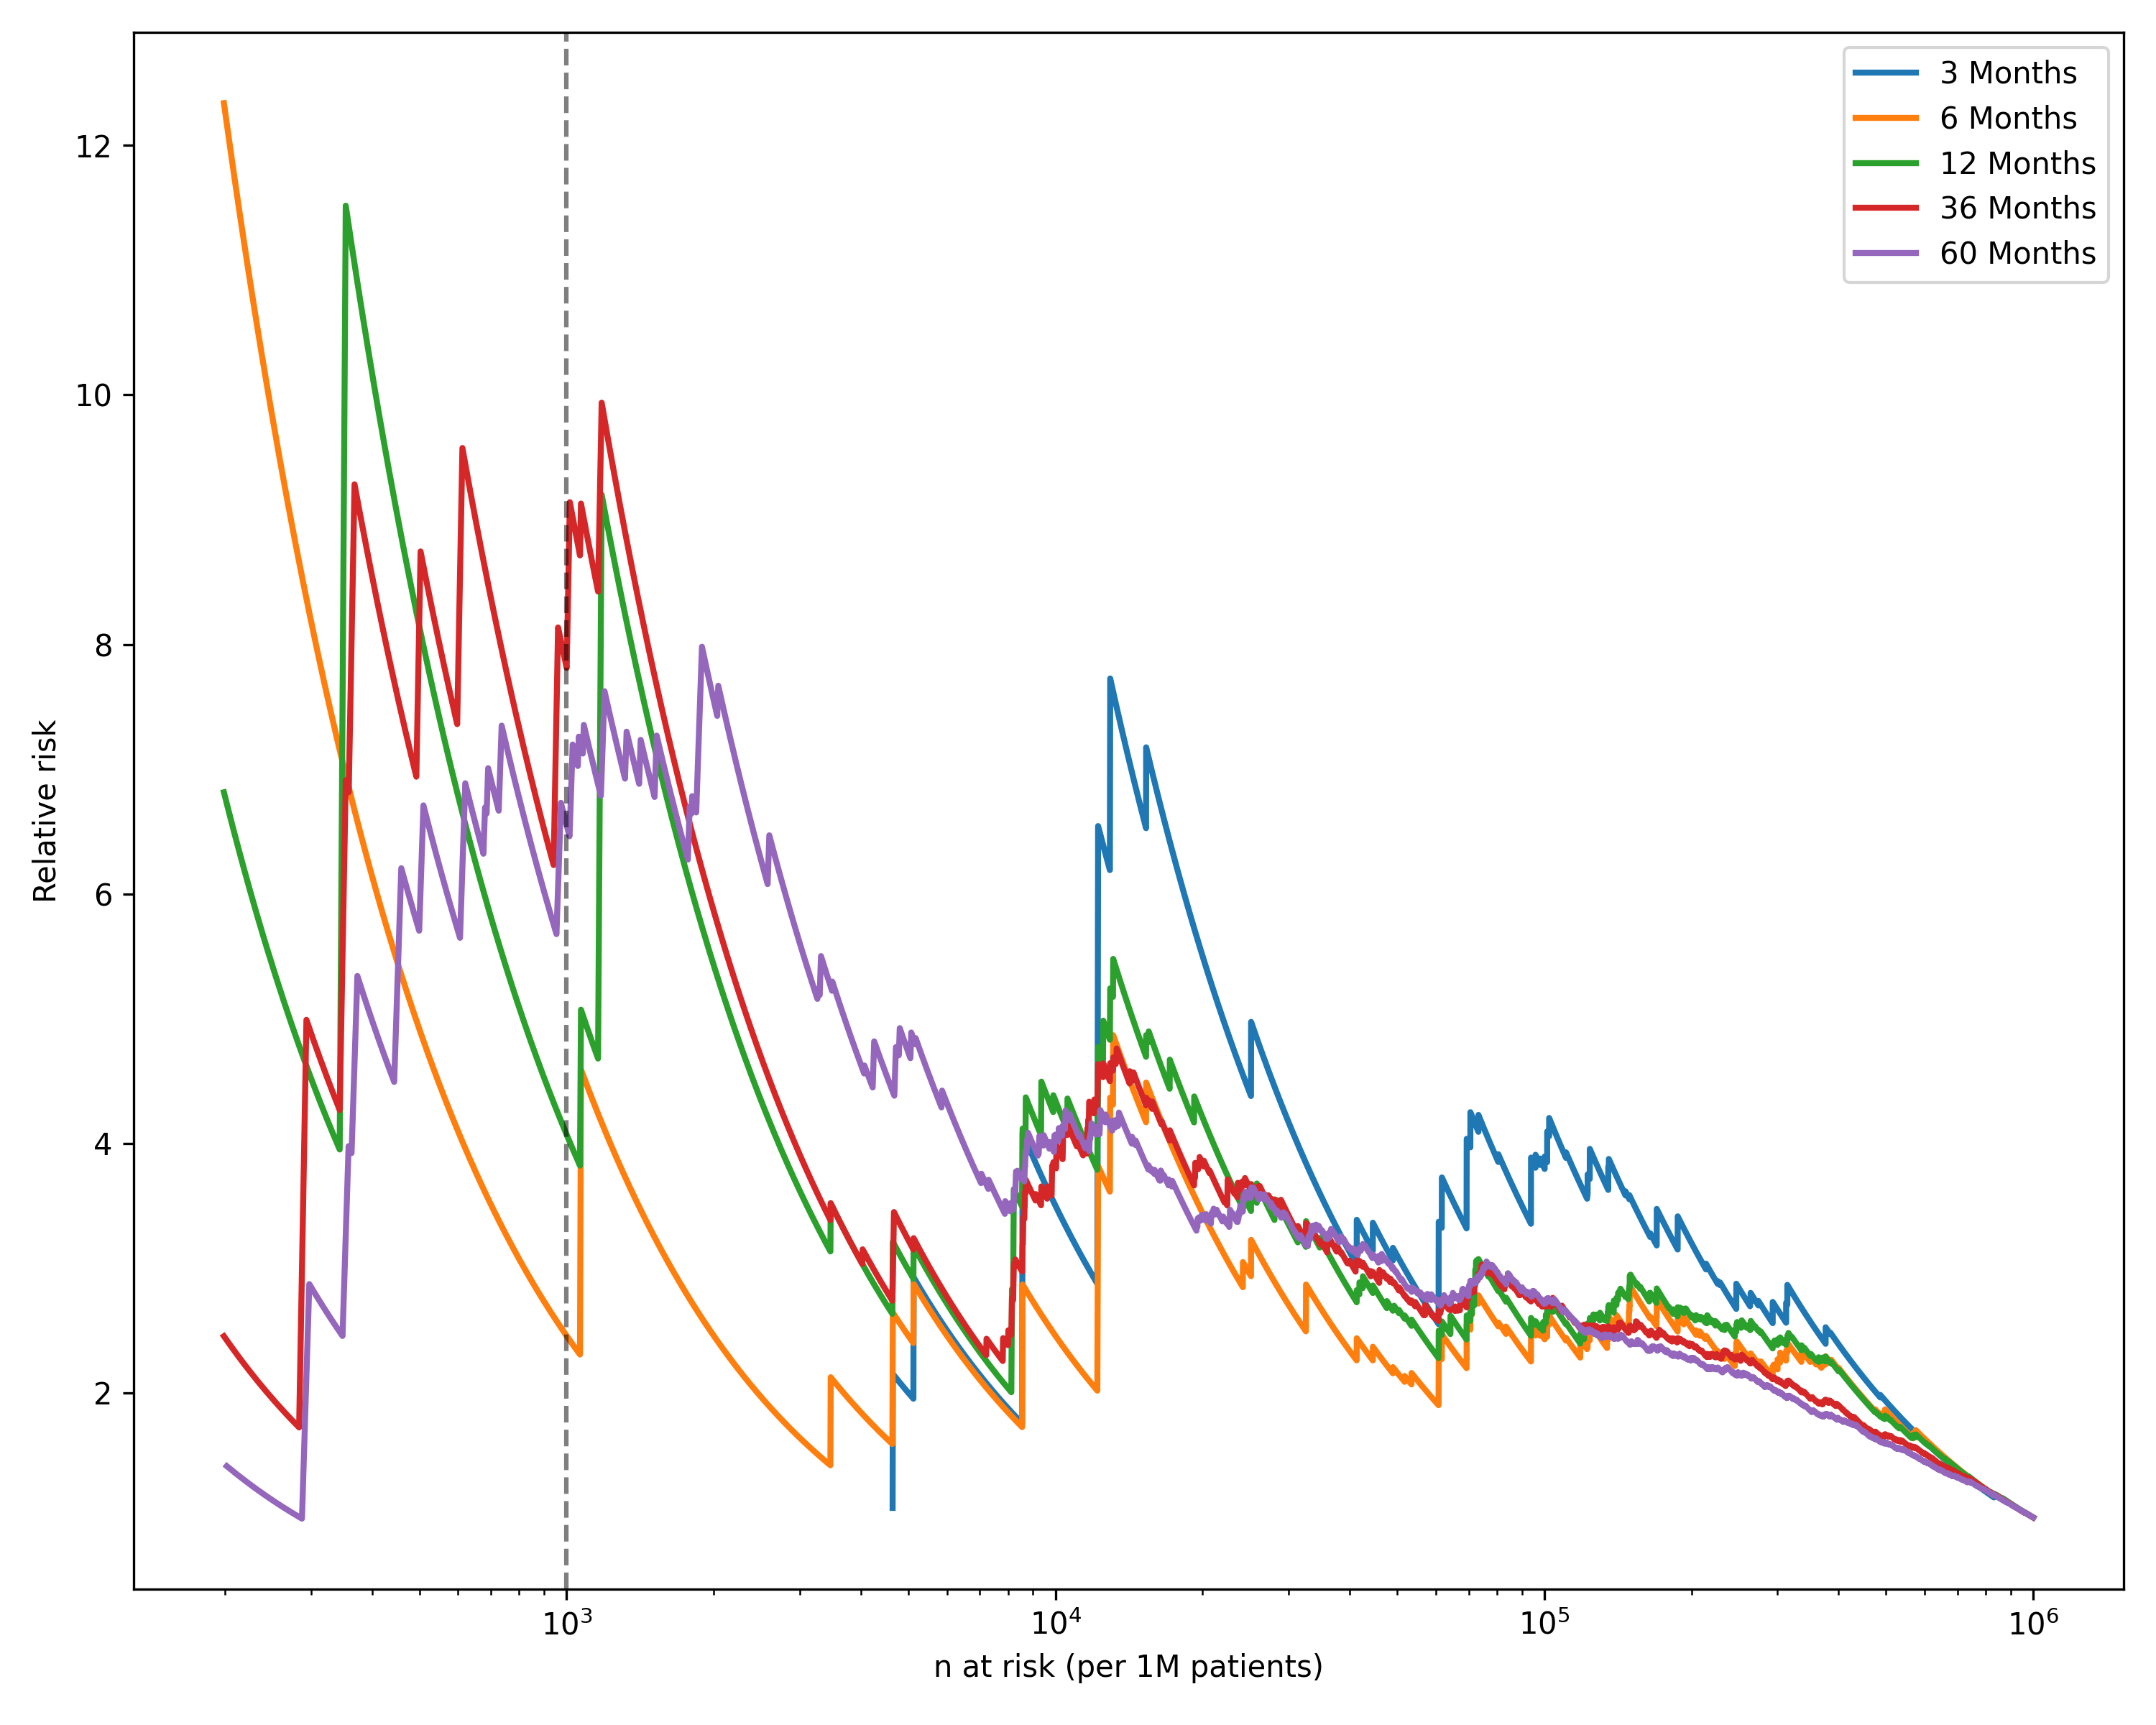 3 Months
6 Months
12 Months
36 Months
60 Months
12
10
8
6
4
2
Relative risk
10³ 10⁴ 10⁵ 10⁶
n at risk (per 1M patients)